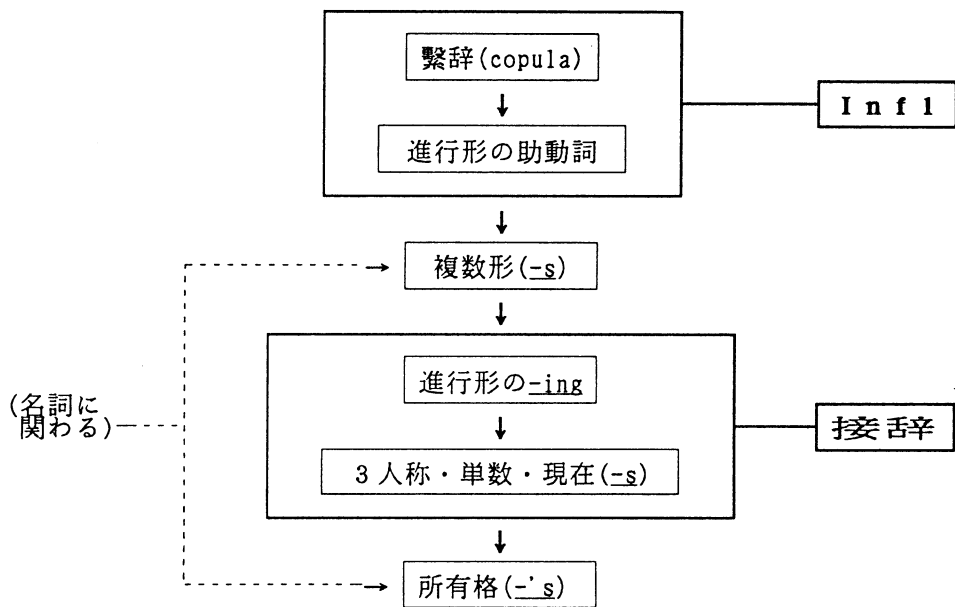 繫辞(copula)
↓
Infl
進行形の助動詞
↓
複数形(-s)
↓
進行形の-ing
(名詞に
関わる)
↓
接辞
3人称・単数・現在(-s)
↓
所有格(-'s)